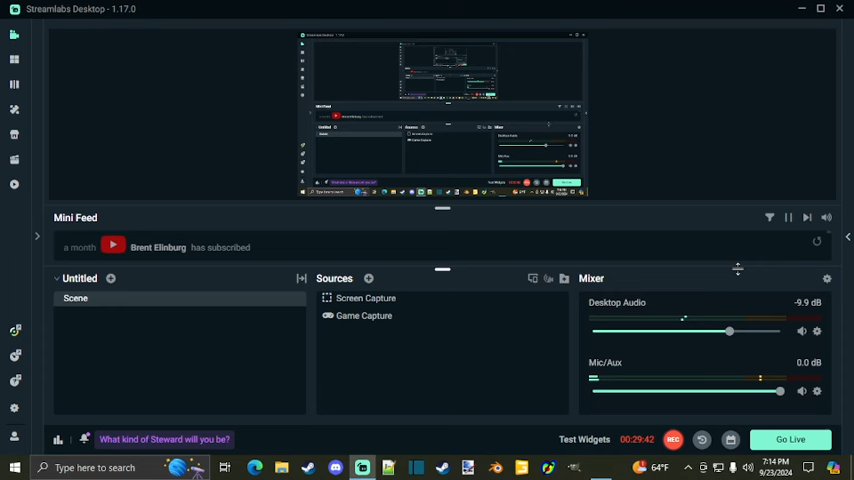 Streamlabs Desktop - 1.17.0
Mini Feed
a month Brent Elinburg has subscribed
Untitled
Scene
Sources
Screen Capture
Game Capture
Mixer
Desktop Audio -9.9 dB
Mic/Aux 0.0 dB
What kind of Steward will you be?
Test Widgets 00:29:42 REC Go Live
Type here to search
64°F
7:14 PM
9/23/2024